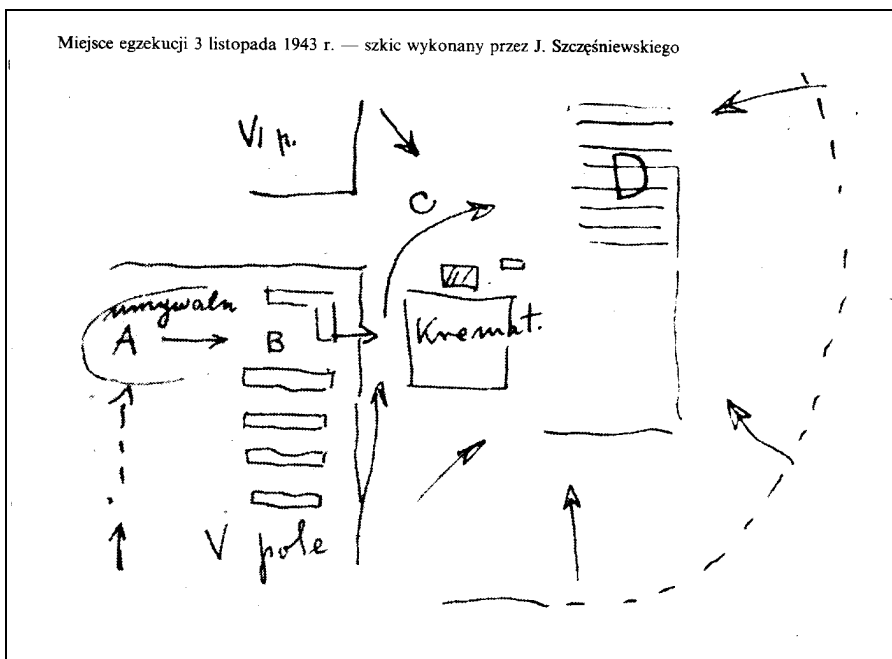 Miejsce egzekucji 3 listopada 1943 r. — szkic wykonany przez J. Szczęśniewskiego
VI p.
D
C
umywaln
A
B
Kremat.
V pole